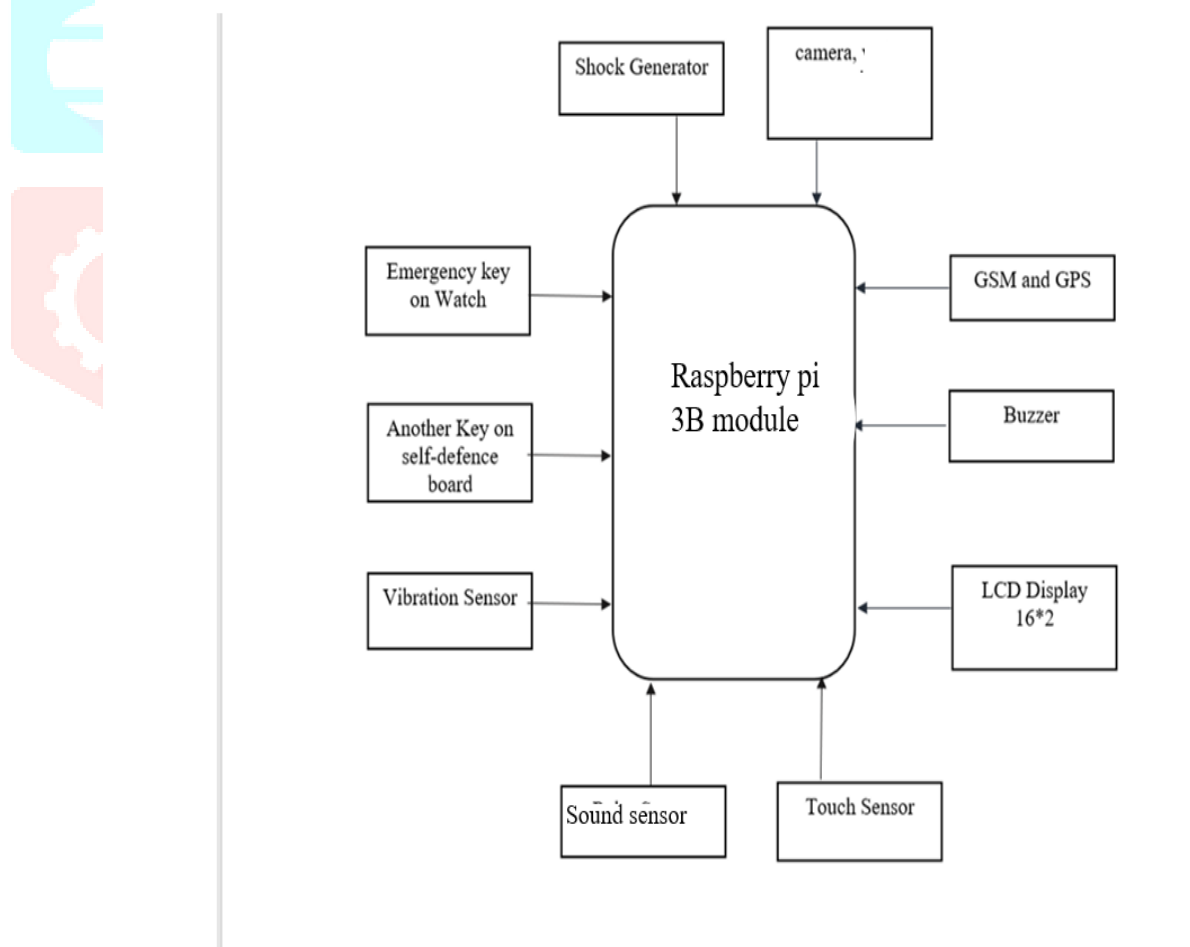 Shock Generator
camera,
Emergency key
on Watch
GSM and GPS
Raspberry pi
3B module
Another Key on
self-defence
board
Buzzer
Vibration Sensor
LCD Display
16*2
Sound sensor
Touch Sensor